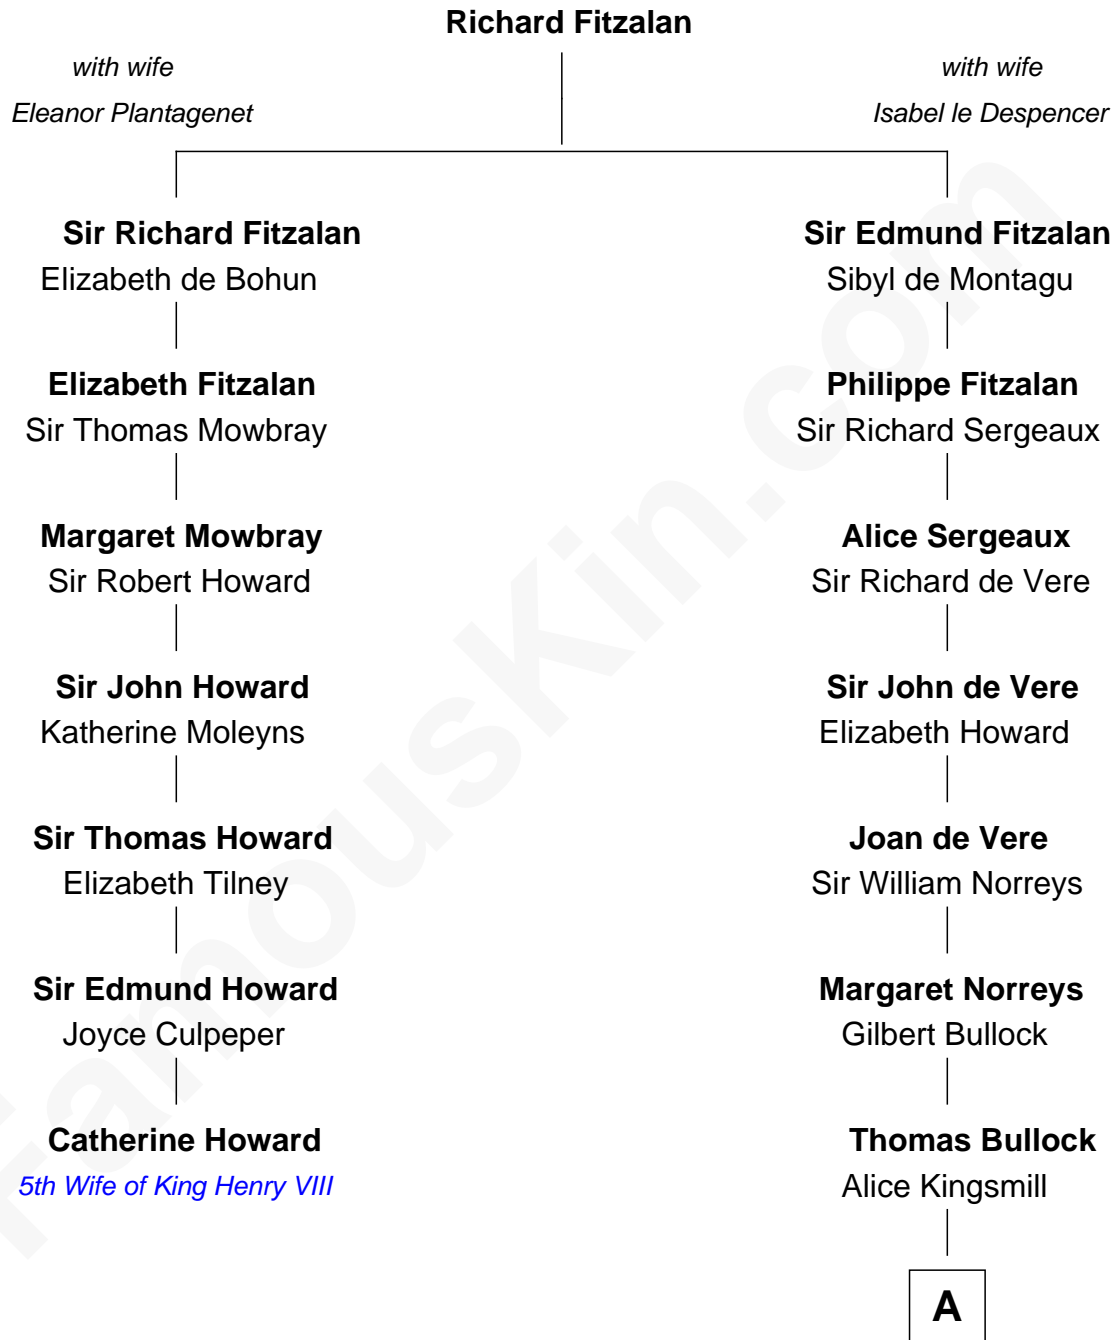 Richard Fitzalan
with wife
Eleanor Plantagenet
with wife
Isabel le Despencer
Sir Richard Fitzalan
Elizabeth de Bohun
Sir Edmund Fitzalan
Sibyl de Montagu
Elizabeth Fitzalan
Sir Thomas Mowbray
Philippe Fitzalan
Sir Richard Sergeaux
Margaret Mowbray
Sir Robert Howard
Alice Sergeaux
Sir Richard de Vere
Sir John Howard
Katherine Moleyns
Sir John de Vere
Elizabeth Howard
Sir Thomas Howard
Elizabeth Tilney
Joan de Vere
Sir William Norreys
Sir Edmund Howard
Joyce Culpeper
Margaret Norreys
Gilbert Bullock
Catherine Howard
5th Wife of King Henry VIII
Thomas Bullock
Alice Kingsmill
A
FamousKin.com